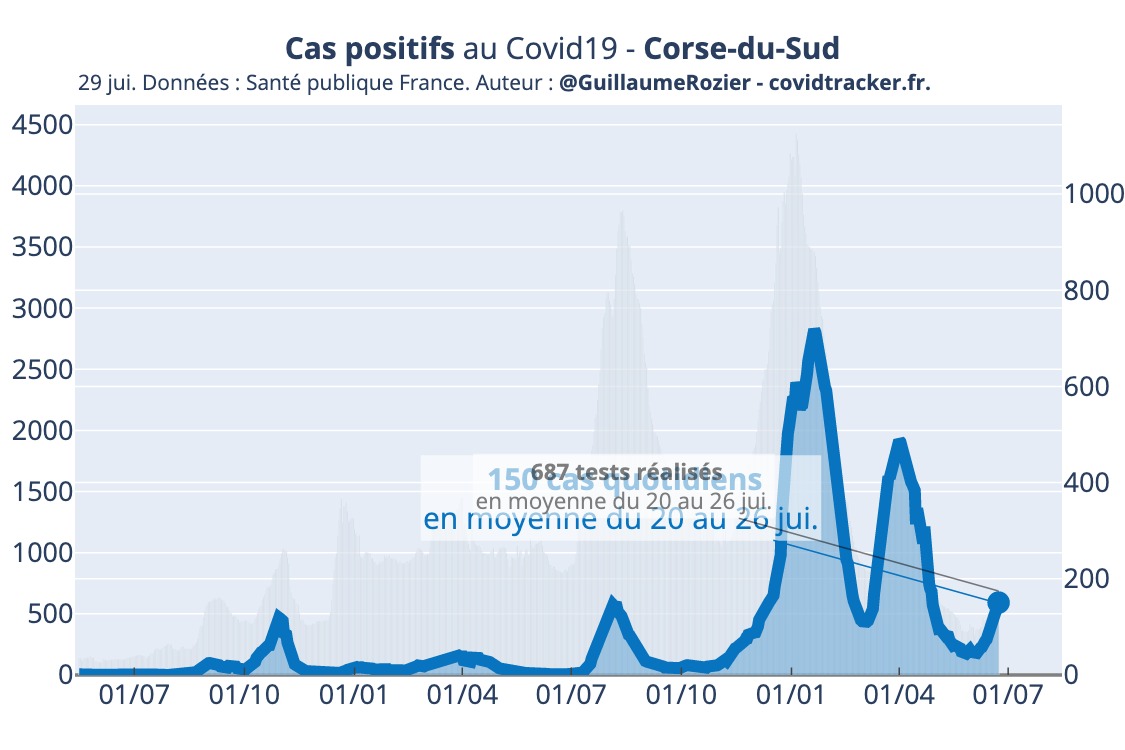 Cas positifs au Covid19 - Corse-du-Sud
29 jui. Données : Santé publique France. Auteur : @GuillaumeRozier - covidtracker.fr.
4500
4000
3500
3000
2500
2000
1500
1000
500
0
1000
800
600
400
200
0
687 tests réalisés
en moyenne du 20 au 26 jui.
150 cas quotidiens
en moyenne du 20 au 26 jui.
01/07 01/10 01/01 01/04 01/07 01/10 01/01 01/04 01/07